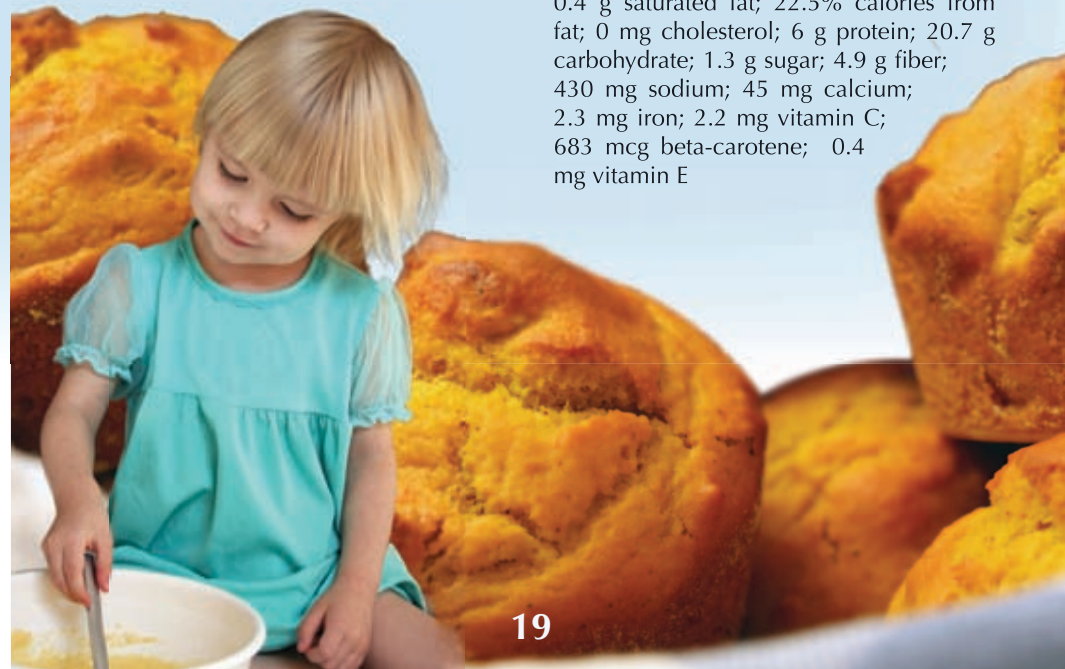 0.4 g saturated fat; 22.5% calories from
fat; 0 mg cholesterol; 6 g protein; 20.7 g
carbohydrate; 1.3 g sugar; 4.9 g fiber;
430 mg sodium; 45 mg calcium;
2.3 mg iron; 2.2 mg vitamin C;
683 mcg beta-carotene; 0.4
mg vitamin E
19